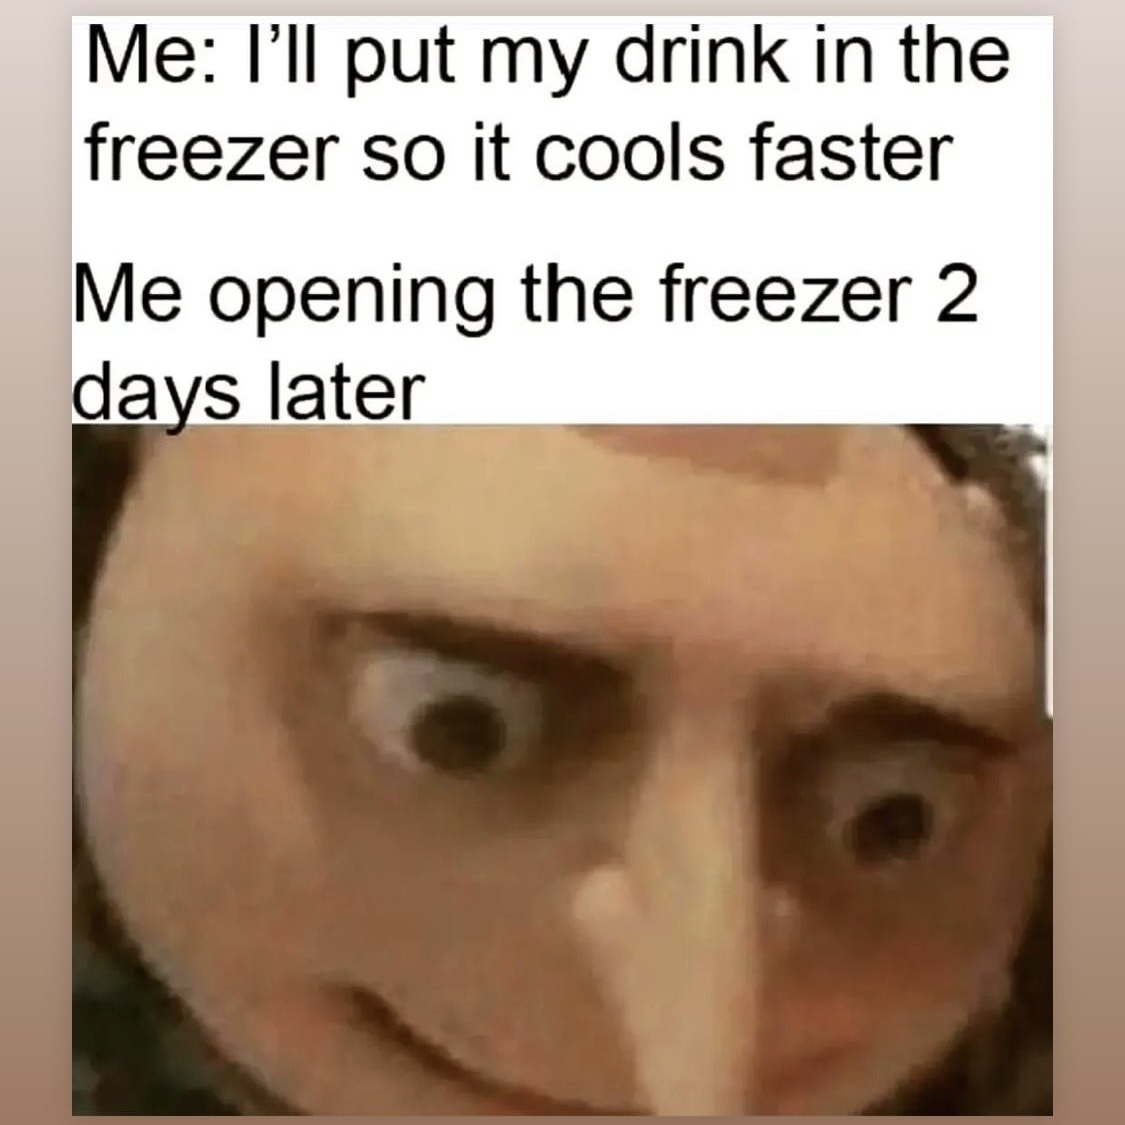 Me: I’ll put my drink in the
freezer so it cools faster
Me opening the freezer 2
days later